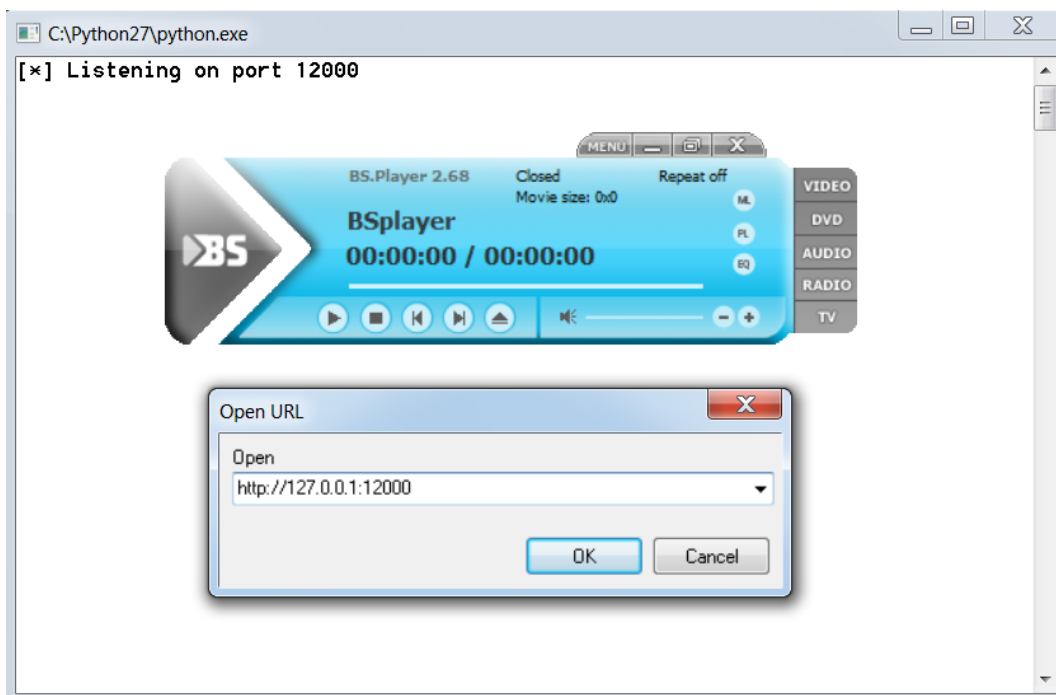 C:\Python27\python.exe
[*] Listening on port 12000
MENU
BS.Player 2.68 Closed Repeat off
Movie size: 0x0
ML
BSplayer
PL
00:00:00 / 00:00:00
EQ
BS
VIDEO
DVD
AUDIO
RADIO
TV
Open URL
Open
http://127.0.0.1:12000
OK Cancel